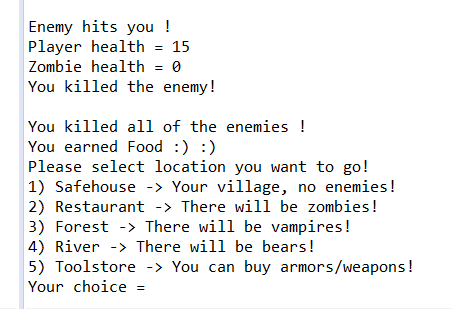 Enemy hits you !
Player health = 15
Zombie health = 0
You killed the enemy!

You killed all of the enemies !
You earned Food :) :)
Please select location you want to go!
1) Safehouse -> Your village, no enemies!
2) Restaurant -> There will be zombies!
3) Forest -> There will be vampires!
4) River -> There will be bears!
5) Toolstore -> You can buy armors/weapons!
Your choice =